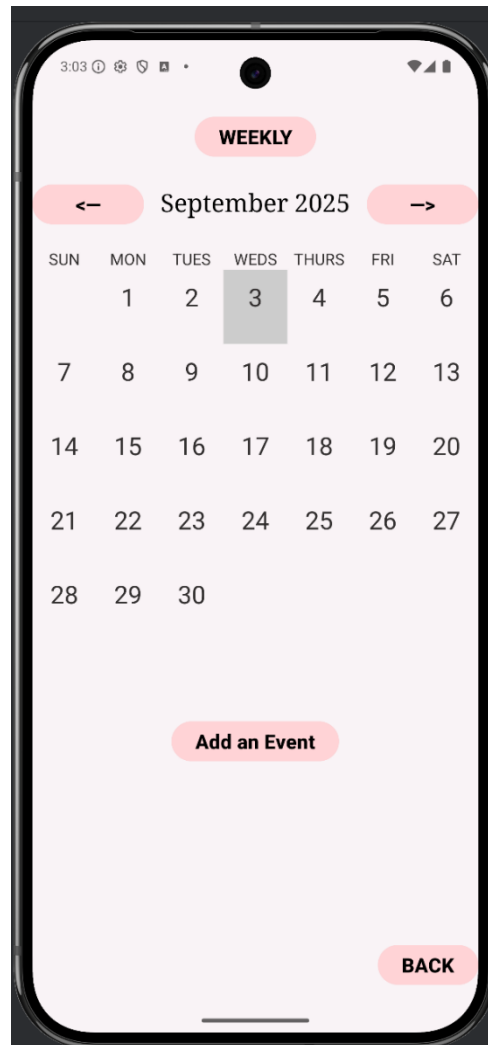 3:03
WEEKLY
<— September 2025 —>
SUN MON TUES WEDS THURS FRI SAT
1 2 3 4 5 6
7 8 9 10 11 12 13
14 15 16 17 18 19 20
21 22 23 24 25 26 27
28 29 30
Add an Event
BACK